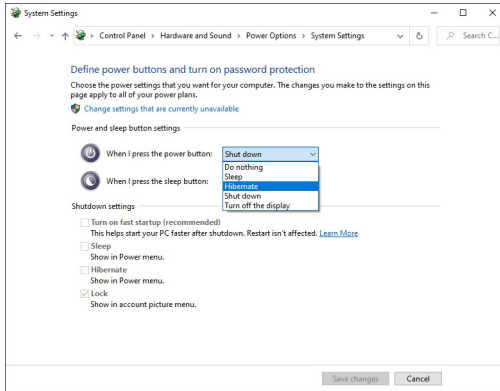 System Settings
Control Panel > Hardware and Sound > Power Options > System Settings
Search C...
Define power buttons and turn on password protection
Choose the power settings that you want for your computer. The changes you make to the settings on this
page apply to all of your power plans.
Change settings that are currently unavailable
Power and sleep button settings
When I press the power button: Shut down
Do nothing
Sleep
Hibernate
Shut down
Turn off the display
When I press the sleep button:
Shutdown settings
Turn on fast startup (recommended)
This helps start your PC faster after shutdown. Restart isn't affected. Learn More
Sleep
Show in Power menu.
Hibernate
Show in Power menu.
Lock
Show in account picture menu.
Save changes
Cancel